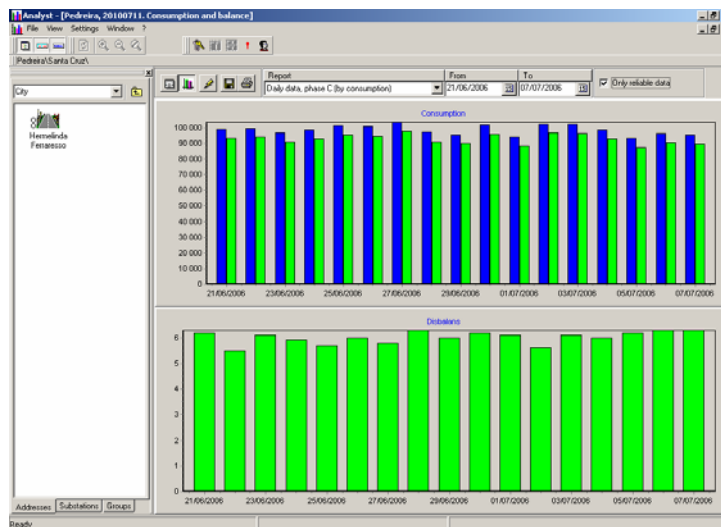 Analyst - [Pedreira, 20100711. Consumption and balance]
File View Settings Window ?
Pedreira\Santa Cruz\
City
Hermelinda
Ferraresso
Addresses Substations Groups
Ready
Report From To
Daily data, phase C (by consumption) 21/06/2006 07/07/2006 Only reliable data
Consumption
100 000
90 000
80 000
70 000
60 000
50 000
40 000
30 000
20 000
10 000
0
21/06/2006 23/06/2006 25/06/2006 27/06/2006 29/06/2006 01/07/2006 03/07/2006 05/07/2006 07/07/2006
Disbalans
6
5
4
3
2
1
0
21/06/2006 23/06/2006 25/06/2006 27/06/2006 29/06/2006 01/07/2006 03/07/2006 05/07/2006 07/07/2006